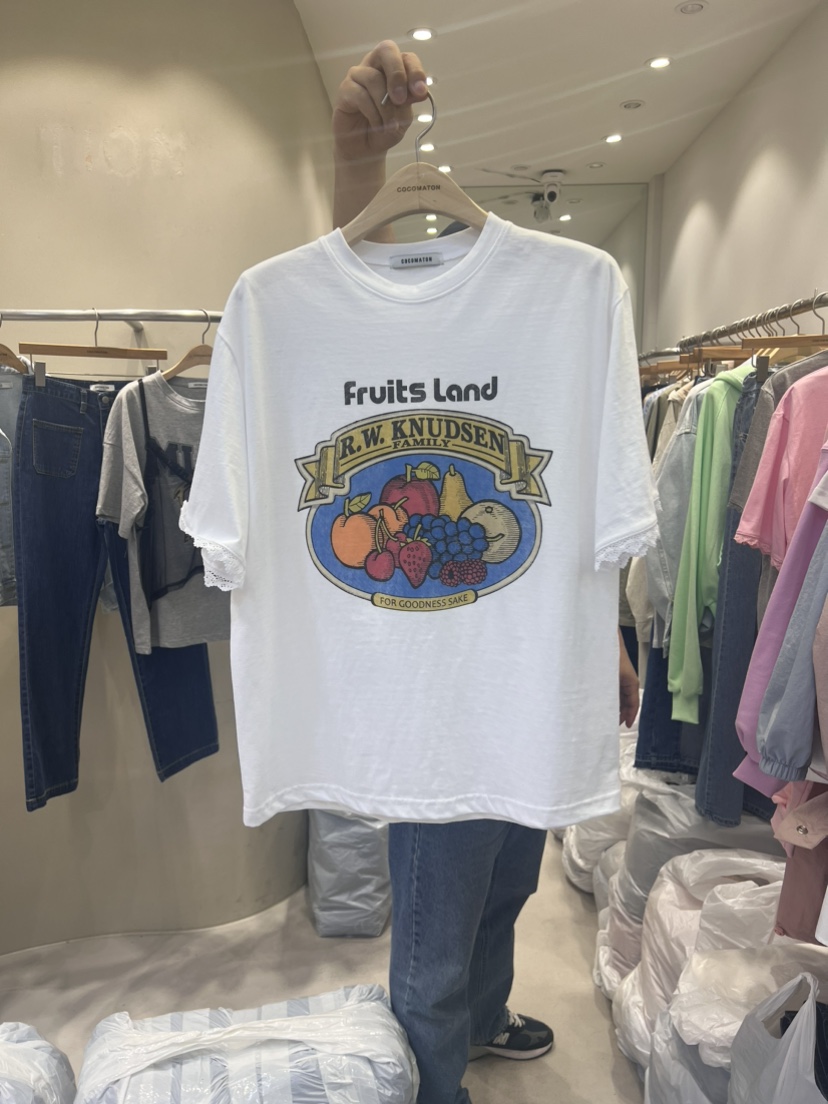 COCOMATON
COCOMATON
Fruits Land
R.W. KNUDSEN
FAMILY
FOR GOODNESS SAKE